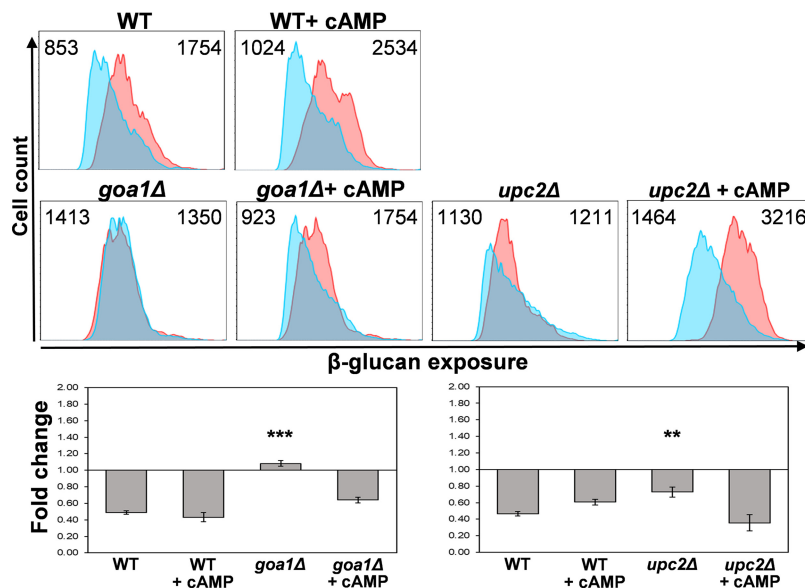 WT WT+ cAMP
853 1754 1024 2534
Cell count
goa1Δ goa1Δ+ cAMP upc2Δ upc2Δ + cAMP
1413 1350 923 1754 1130 1211 1464 3216
β-glucan exposure
Fold change
2.00
1.80
1.60
1.40
1.20
1.00
0.80
0.60
0.40
0.20
0.00
***
WT WT + cAMP goa1Δ goa1Δ + cAMP
2.00
1.80
1.60
1.40
1.20
1.00
0.80
0.60
0.40
0.20
0.00
**
WT WT + cAMP upc2Δ upc2Δ + cAMP